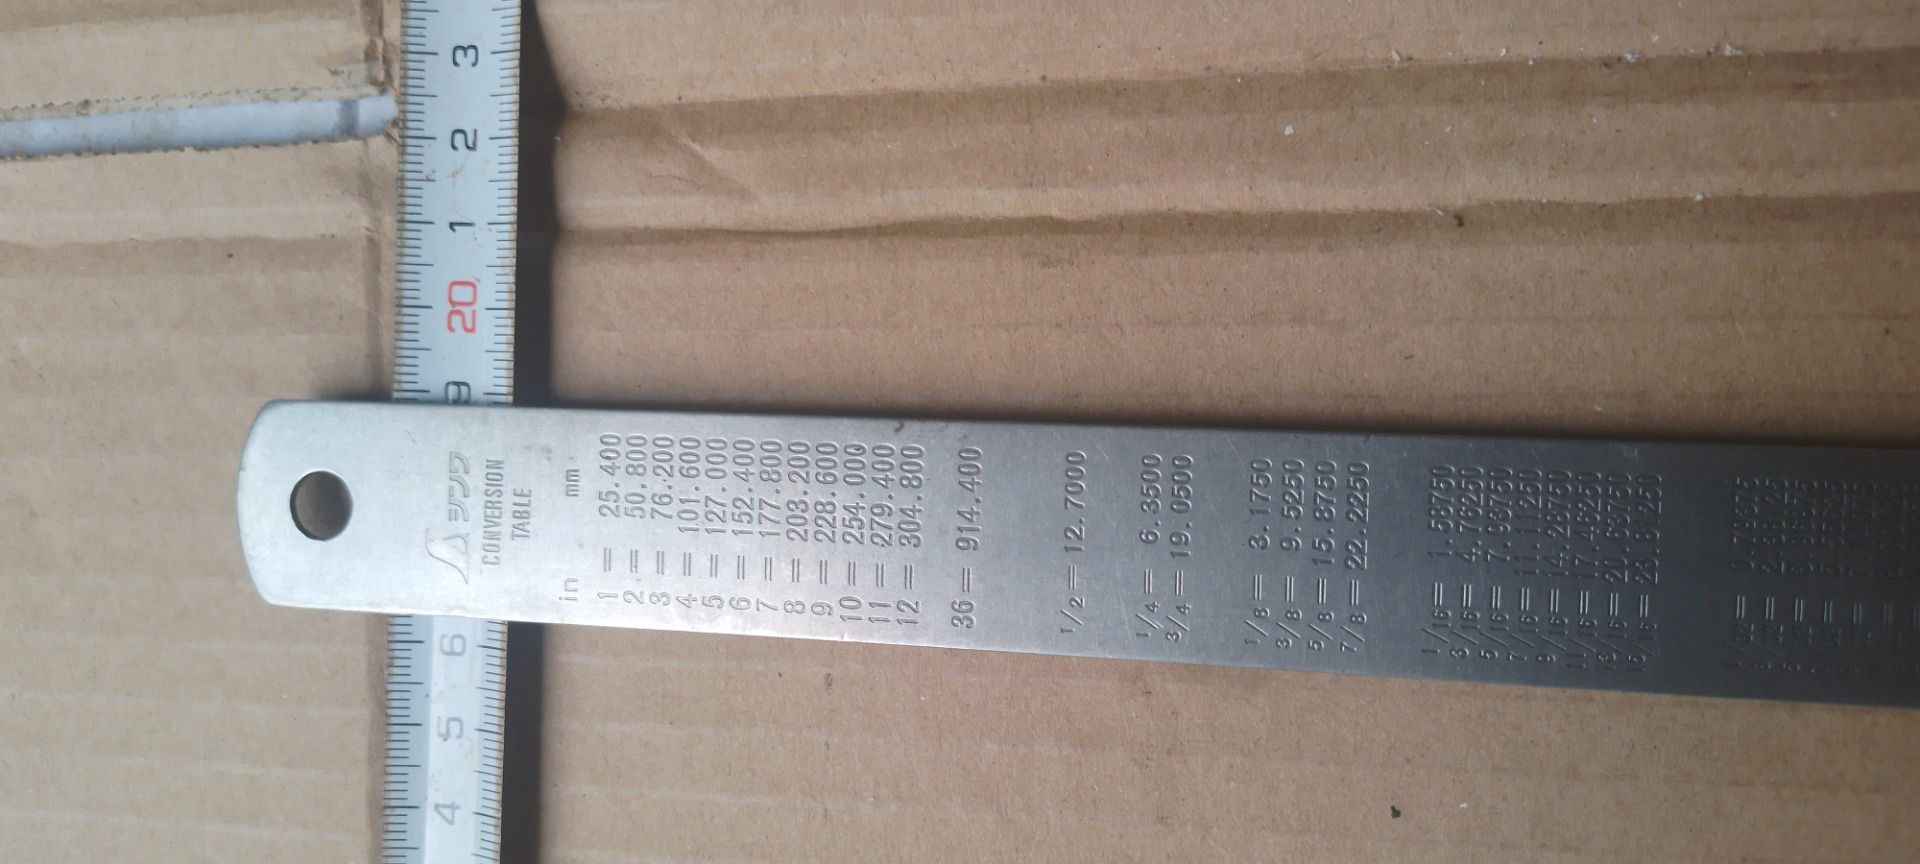 4 5 6 9 20 1 2 3
シンワ
CONVERSION
TABLE
in mm
1 = 25.400
2 = 50.800
3 = 76.200
4 = 101.600
5 = 127.000
6 = 152.400
7 = 177.800
8 = 203.200
9 = 228.600
10 = 254.000
11 = 279.400
12 = 304.800
36 = 914.400
1/2 = 12.7000
1/4 = 6.3500
3/4 = 19.0500
1/8 = 3.1750
3/8 = 9.5250
5/8 = 15.8750
7/8 = 22.2250
1/16 = 1.58750
3/16 = 4.76250
5/16 = 7.93750
7/16 = 11.11250
9/16 = 14.28750
11/16 = 17.46250
13/16 = 20.63750
15/16 = 23.81250